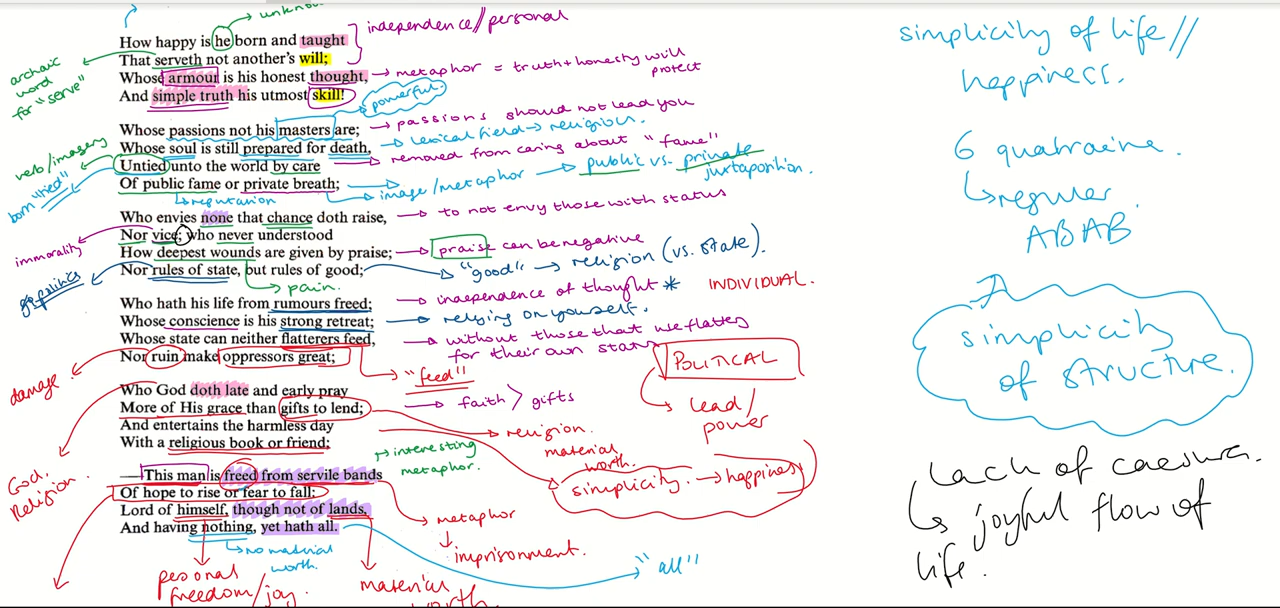 unknow
How happy is he born and taught
That serveth not another's will;
Whose armour is his honest thought,
And simple truth his utmost skill!
Whose passions not his masters are;
Whose soul is still prepared for death,
Untied unto the world by care
Of public fame or private breath;
Who envies none that chance doth raise,
Nor vice; who never understood
How deepest wounds are given by praise;
Nor rules of state, but rules of good;
Who hath his life from rumours freed;
Whose conscience is his strong retreat;
Whose state can neither flatterers feed,
Nor ruin make oppressors great;
Who God doth late and early pray
More of His grace than gifts to lend;
And entertains the harmless day
With a religious book or friend;
—This man is freed from servile bands
Of hope to rise or fear to fall:
Lord of himself, though not of lands,
And having nothing, yet hath all.
independence // personal
archaic
word
for "serve"
metaphor = truth + honesty will
protect
powerful.
passions should not lead you
lexical field → religion.
removed from caring about "fame"
verb/imagery
born "tied"
image/metaphor → public vs. private
juxtaposition.
reputation
to not envy those with status
immorality
praise can be negative
"good" → religion (vs. state).
politics
pain.
independence of thought * INDIVIDUAL.
relying on yourself.
without those that we flatter
for their own status
damage.
"feed"
POLITICAL
lead/
power
faith > gifts
religion.
material
worth.
interesting
metaphor.
simplicity. → happiness
God.
Religion.
metaphor
imprisonment.
no material
worth.
personal
freedom/joy
material
worth.
"all"
simplicity of life //
happiness.
6 quatrains.
regular
ABAB
simplicity
of structure.
Lack of caesura.
joyful flow of
life.